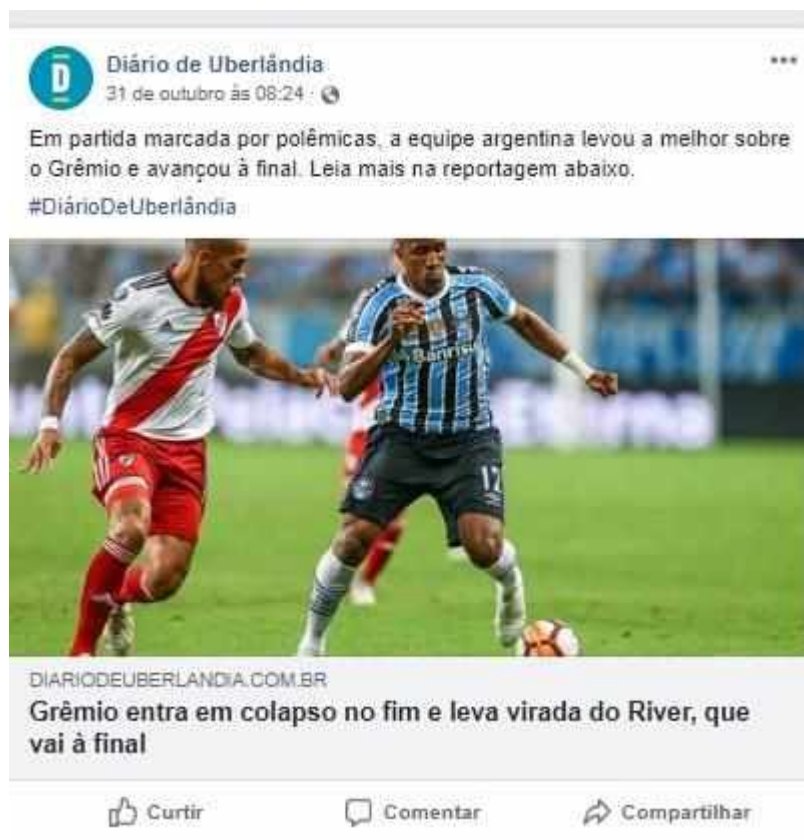 Diário de Uberlândia
31 de outubro às 08:24 ·
Em partida marcada por polêmicas, a equipe argentina levou a melhor sobre
o Grêmio e avançou à final. Leia mais na reportagem abaixo.
#DiárioDeUberlândia
Banrisul
17
DIARIODEUBERLANDIA.COM.BR
Grêmio entra em colapso no fim e leva virada do River, que
vai à final
Curtir Comentar Compartilhar